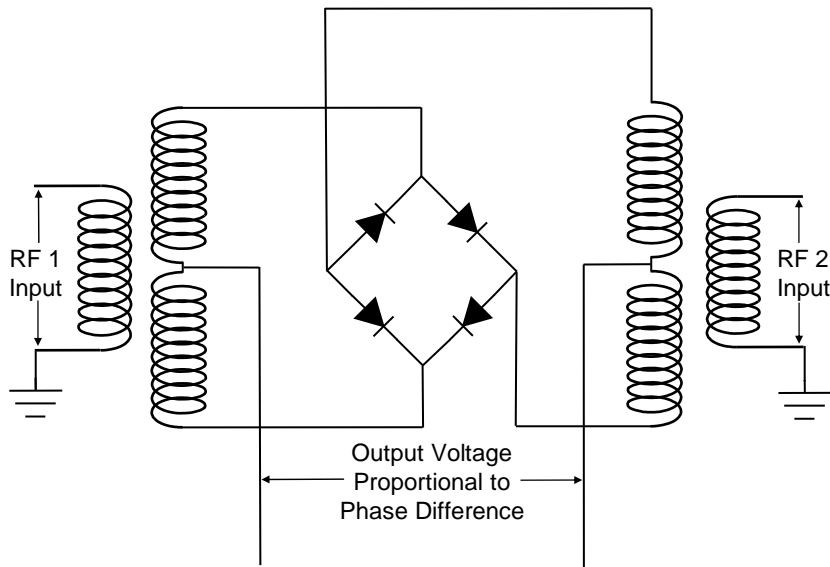 RF 1
Input
RF 2
Input
Output Voltage
Proportional to
Phase Difference